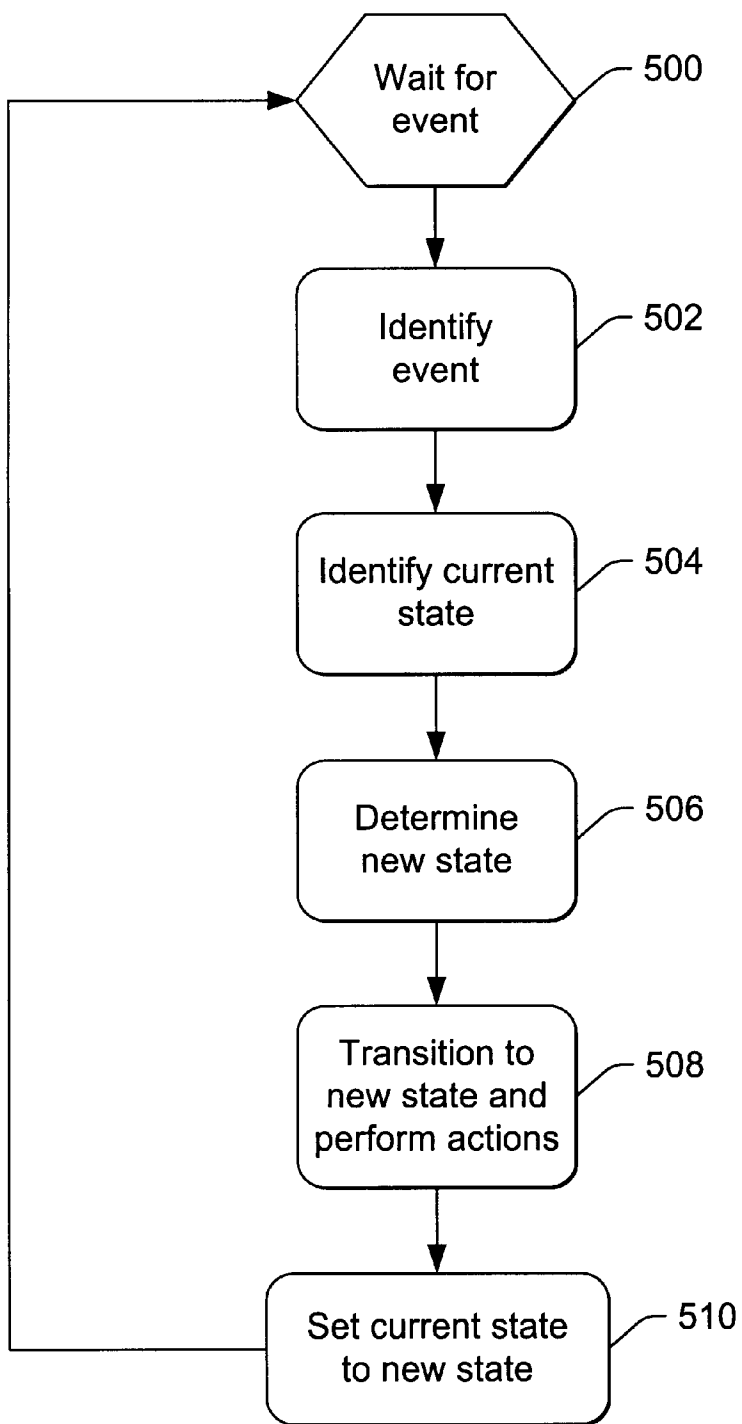 Wait for
event
500
Identify
event
502
Identify current
state
504
Determine
new state
506
Transition to
new state and
perform actions
508
Set current state
to new state
510